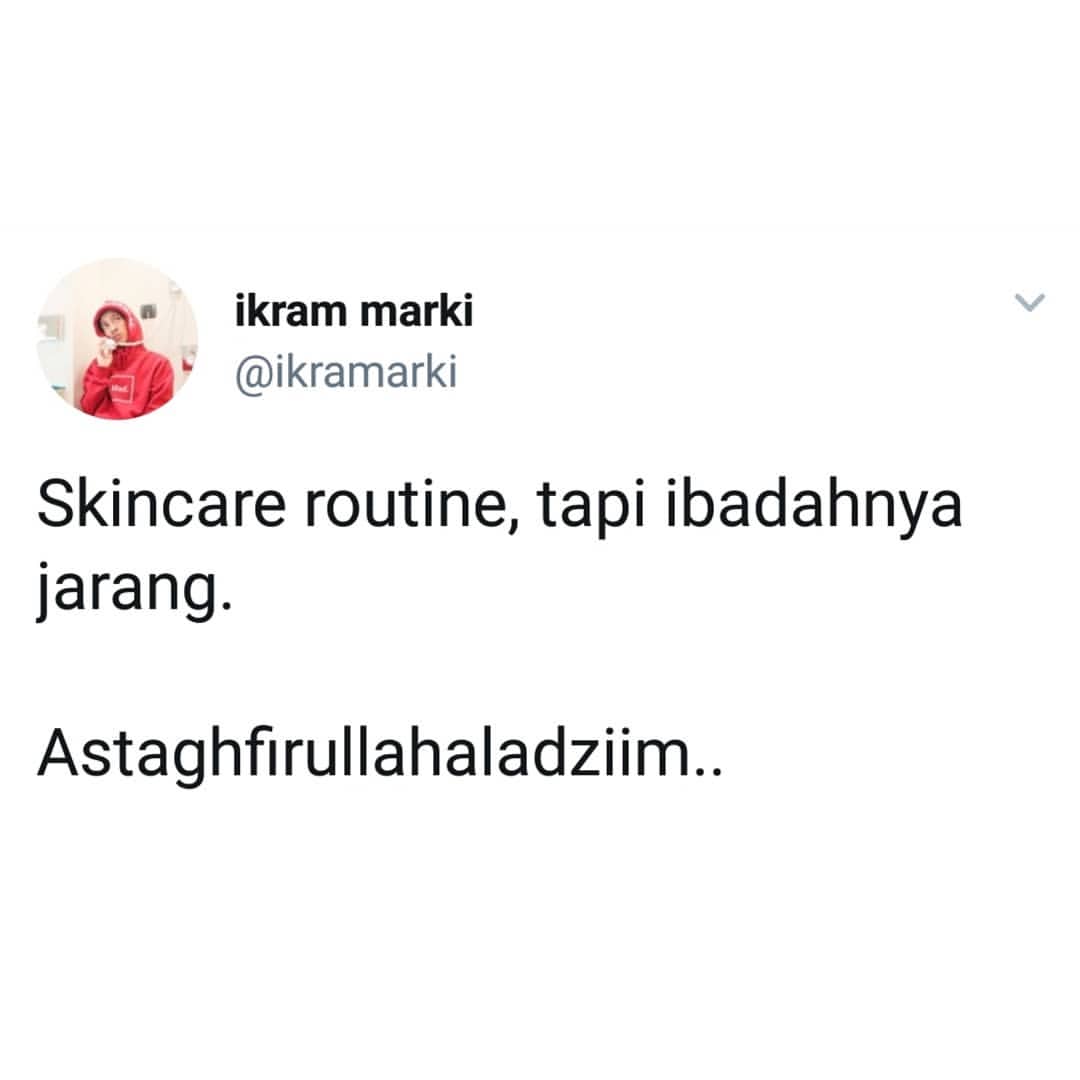 ikram marki
@ikramarki
Skincare routine, tapi ibadahnya
jarang.
Astaghfirullahaladziim..